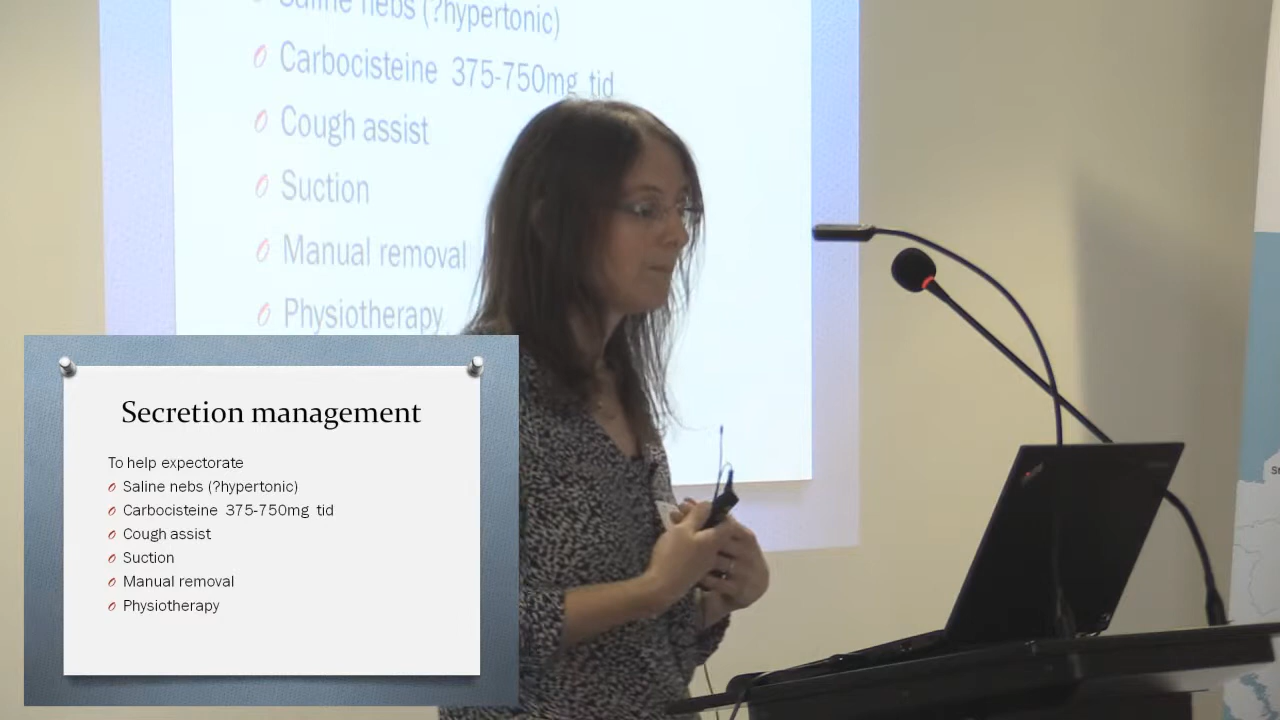 Saline nebs (?hypertonic)
Carbocisteine 375-750mg tid
Cough assist
Suction
Manual removal
Physiotherapy
Secretion management
To help expectorate
Saline nebs (?hypertonic)
Carbocisteine 375-750mg tid
Cough assist
Suction
Manual removal
Physiotherapy